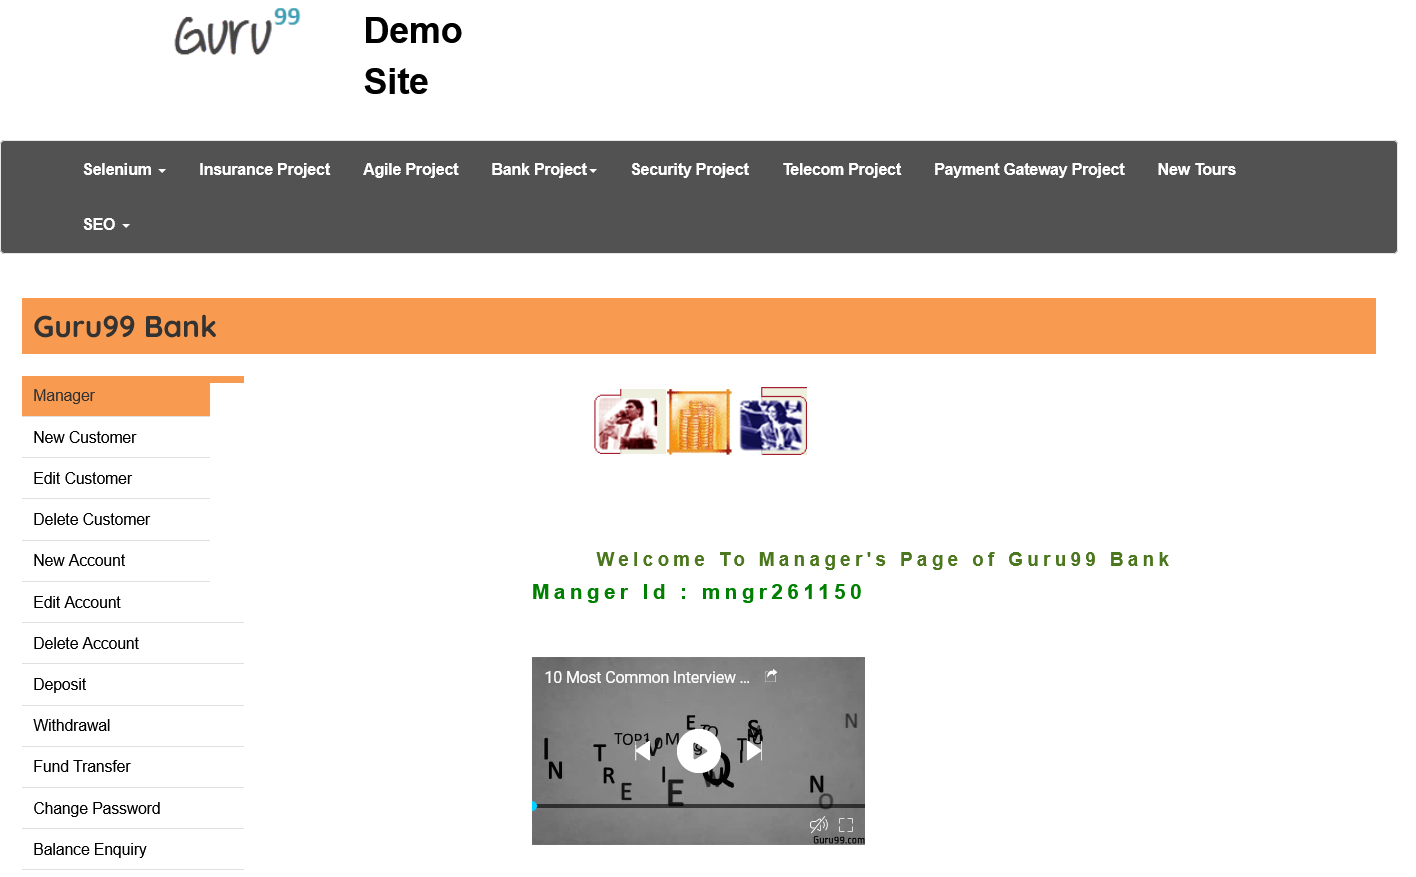 Guru99
Demo
Site
Selenium Insurance Project Agile Project Bank Project Security Project Telecom Project Payment Gateway Project New Tours
SEO
Guru99 Bank
Manager
New Customer
Edit Customer
Delete Customer
New Account
Edit Account
Delete Account
Deposit
Withdrawal
Fund Transfer
Change Password
Balance Enquiry
Welcome To Manager's Page of Guru99 Bank
Manger Id : mngr261150
10 Most Common Interview ...
Guru99.com